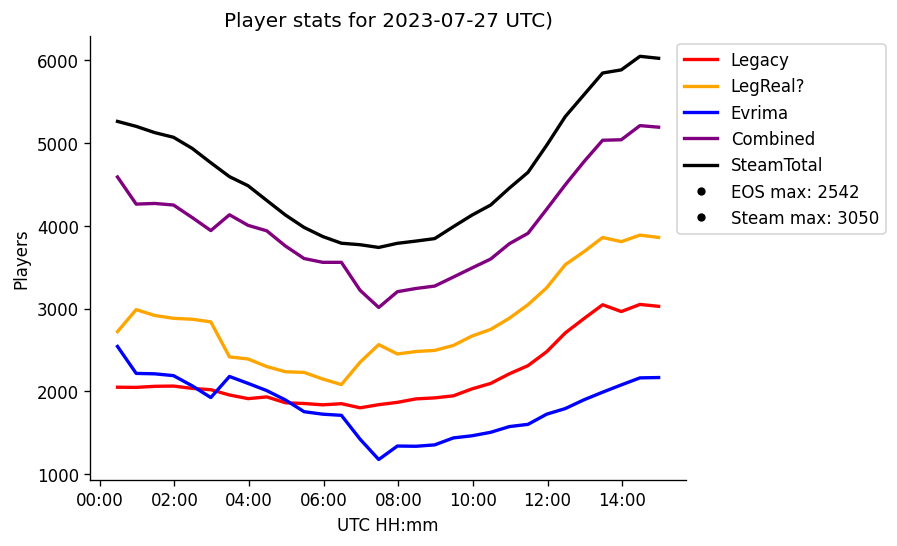 Player stats for 2023-07-27 UTC)
6000
5000
4000
3000
2000
1000
Players
00:00 02:00 04:00 06:00 08:00 10:00 12:00 14:00
UTC HH:mm
Legacy
LegReal?
Evrima
Combined
SteamTotal
EOS max: 2542
Steam max: 3050